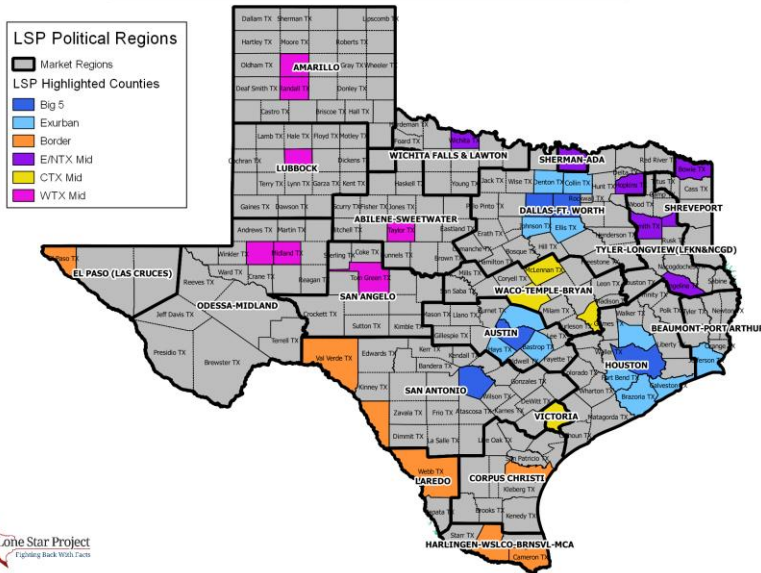 LSP Political Regions
Market Regions
LSP Highlighted Counties
Big 5
Exurban
Border
E/NTX Mid
CTX Mid
WTX Mid
Dallam TX Sherman TX Lipscomb TX
Hartley TX Moore TX Roberts TX
Oldham TX Gray TX Wheeler TX
AMARILLO
Deaf Smith TX Randall TX Donley TX
Castro TX Briscoe TX Hall TX
Lamb TX Hale TX Floyd TX Motley TX
Cochran TX Dickens TX
LUBBOCK
Terry TX Lynn TX Garza TX Kent TX
Gaines TX Dawson TX
Andrews TX Martin TX
Foard TX Wichita TX
WICHITA FALLS & LAWTON
Haskell TX Young TX
Fisher TX Jones TX
ABILENE-SWEETWATER
Taylor TX Eastland TX
Brown TX
SHERMAN-ADA
Red River TX
Delta TX
Bowie TX
Cass TX
Jack TX Wise TX Denton TX Collin TX Hunt TX Hopkins TX
Rockwall TX
Wood TX
SHREVEPORT
DALLAS-FT. WORTH
Johnson TX Ellis TX
Henderson TX
Smith TX
Rusk TX
Erath TX
Hill TX
Bosque TX
TYLER-LONGVIEW(LFKN&NCGD)
EL PASO (LAS CRUCES)
Winkler TX Midland TX
Ward TX Crane TX
Reeves TX Reagan TX
ODESSA-MIDLAND
Coke TX
Tom Green TX
SAN ANGELO
Crockett TX
Sutton TX Kimble TX
Jeff Davis TX
Presidio TX
Brewster TX
Terrell TX
Mills TX
San Saba TX
Coryell TX
McLennan TX
WACO-TEMPLE-BRYAN
Milam TX
Leon TX
Mason TX Llano TX
Gillespie TX
AUSTIN
Lee TX
Hays TX Bastrop TX
Fayette TX
Houston TX
Nacogdoches TX
Angelina TX
Sabine TX
Trinity TX
Polk TX Tyler TX Newton TX
Walker TX
BEAUMONT-PORT ARTHUR
Liberty TX
Orange TX
Jefferson TX
HOUSTON
Fort Bend TX
Galveston TX
Brazoria TX
Colorado TX
Wharton TX
Matagorda TX
Val Verde TX
Edwards TX Kerr TX
Kendall TX
Bandera TX
Kinney TX
SAN ANTONIO
Wilson TX
Gonzales TX
DeWitt TX
Karnes TX
Zavala TX Frio TX Atascosa TX
Dimmit TX La Salle TX
VICTORIA
Live Oak TX
San Patricio TX
Webb TX
LAREDO
CORPUS CHRISTI
Kleberg TX
Brooks TX Kenedy TX
Starr TX
HARLINGEN-WSLCO-BRNSVL-MCA
Cameron TX
Lone Star Project
Fighting Back With Facts